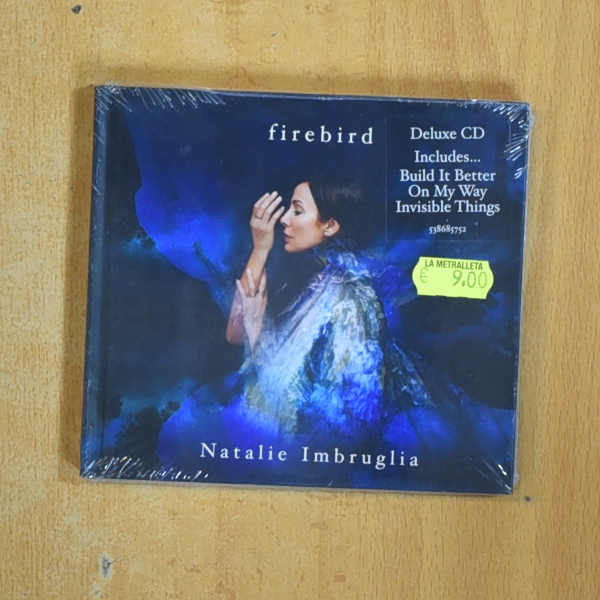 firebird
Deluxe CD
Includes...
Build It Better
On My Way
Invisible Things
538685752
LA METRALLETA
€ 9.00
Natalie Imbruglia